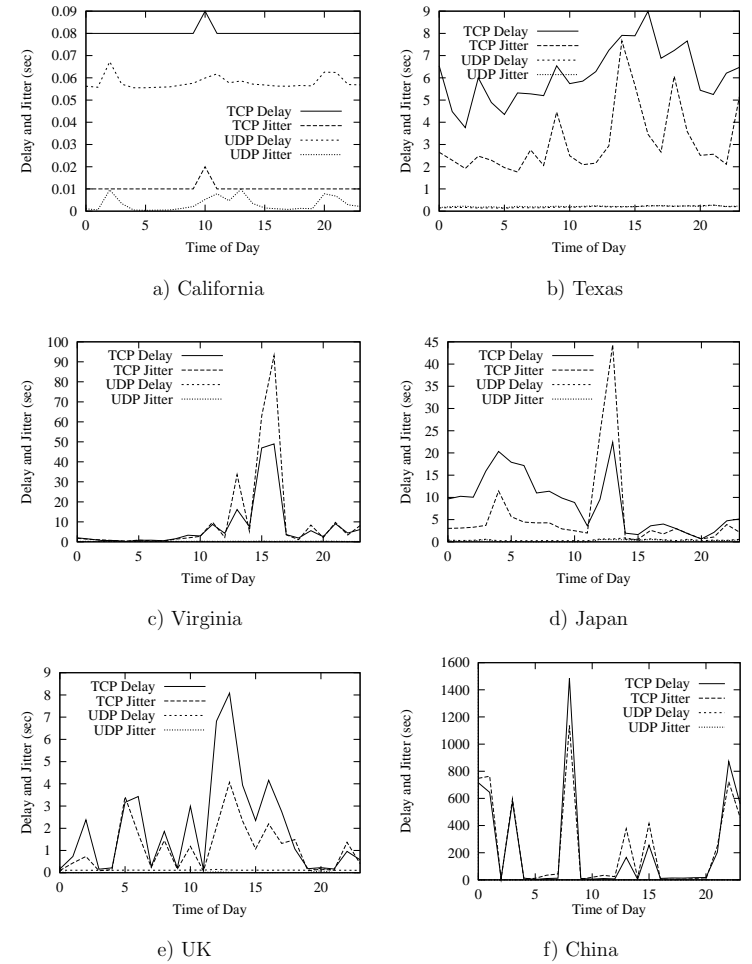 0.09
0.08
0.07
0.06
0.05
0.04
0.03
0.02
0.01
0
0 5 10 15 20
Delay and Jitter (sec)
Time of Day
TCP Delay
TCP Jitter
UDP Delay
UDP Jitter
a) California
9
8
7
6
5
4
3
2
1
0
0 5 10 15 20
Delay and Jitter (sec)
Time of Day
TCP Delay
TCP Jitter
UDP Delay
UDP Jitter
b) Texas
100
90
80
70
60
50
40
30
20
10
0
0 5 10 15 20
Delay and Jitter (sec)
Time of Day
TCP Delay
TCP Jitter
UDP Delay
UDP Jitter
c) Virginia
45
40
35
30
25
20
15
10
5
0
0 5 10 15 20
Delay and Jitter (sec)
Time of Day
TCP Delay
TCP Jitter
UDP Delay
UDP Jitter
d) Japan
9
8
7
6
5
4
3
2
1
0
0 5 10 15 20
Delay and Jitter (sec)
Time of Day
TCP Delay
TCP Jitter
UDP Delay
UDP Jitter
e) UK
1600
1400
1200
1000
800
600
400
200
0
0 5 10 15 20
Delay and Jitter (sec)
Time of Day
TCP Delay
TCP Jitter
UDP Delay
UDP Jitter
f) China